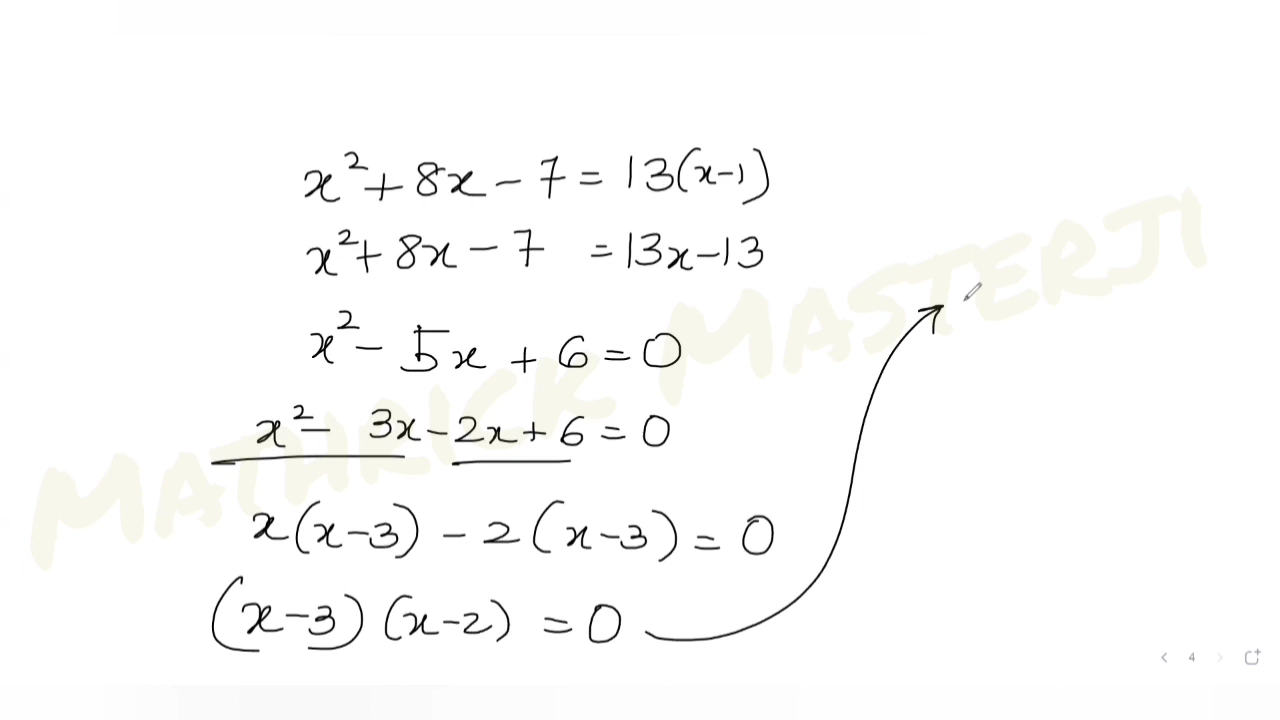 x² + 8x - 7 = 13(x-1)
x² + 8x - 7 = 13x - 13
x² - 5x + 6 = 0
x² - 3x - 2x + 6 = 0
x(x-3) - 2(x-3) = 0
(x-3)(x-2) = 0
MATHRICK MASTERJI
< 4 >